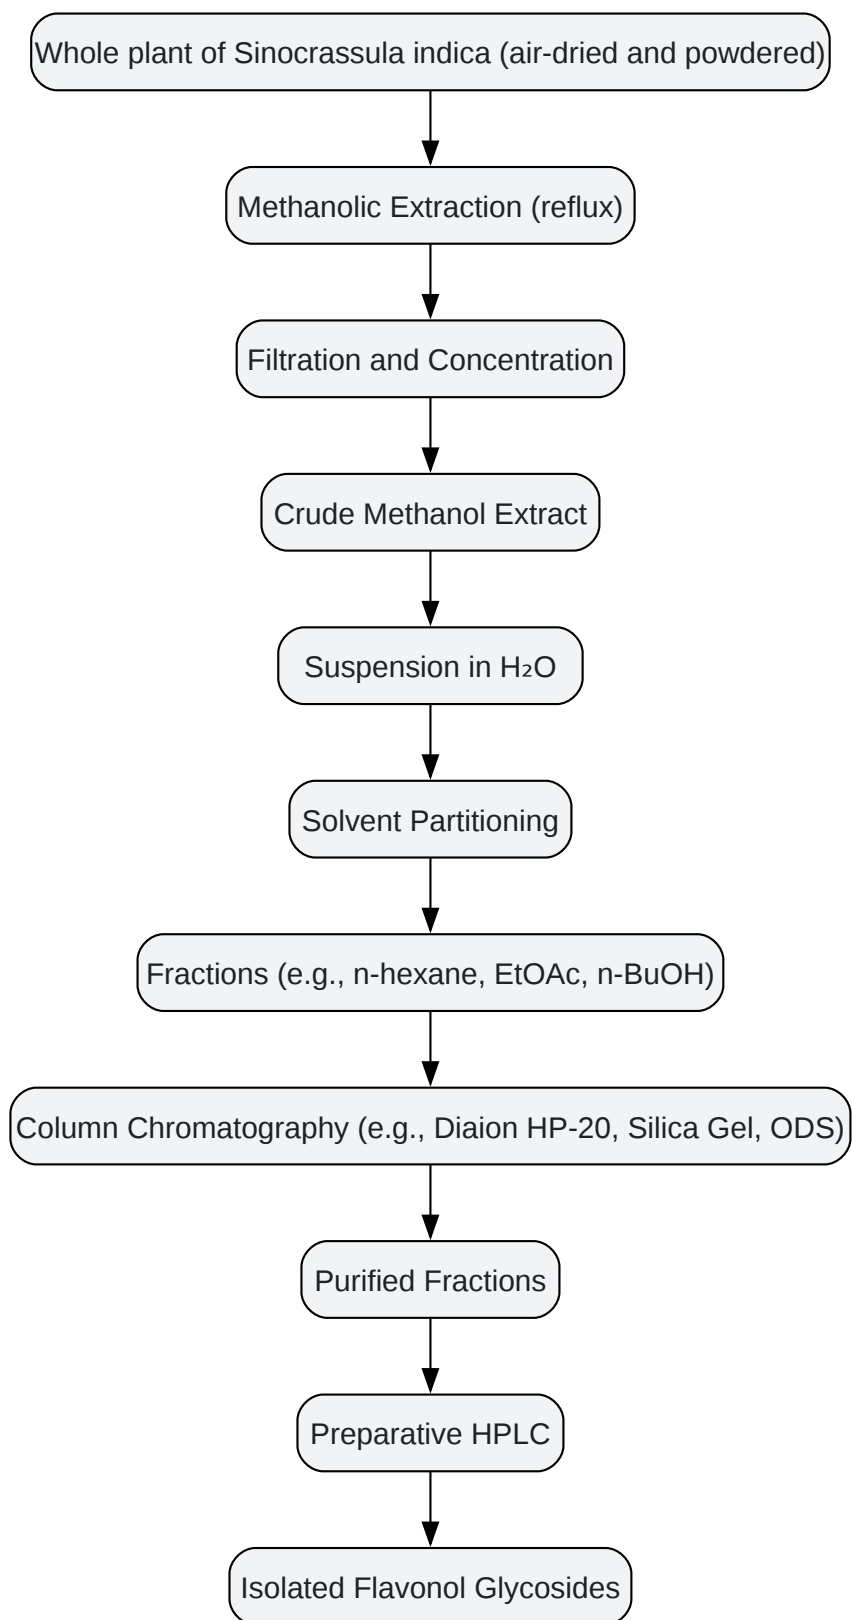 Whole plant of Sinocrassula indica (air-dried and powdered)
Methanolic Extraction (reflux)
Filtration and Concentration
Crude Methanol Extract
Suspension in H₂O
Solvent Partitioning
Fractions (e.g., n-hexane, EtOAc, n-BuOH)
Column Chromatography (e.g., Diaion HP-20, Silica Gel, ODS)
Purified Fractions
Preparative HPLC
Isolated Flavonol Glycosides